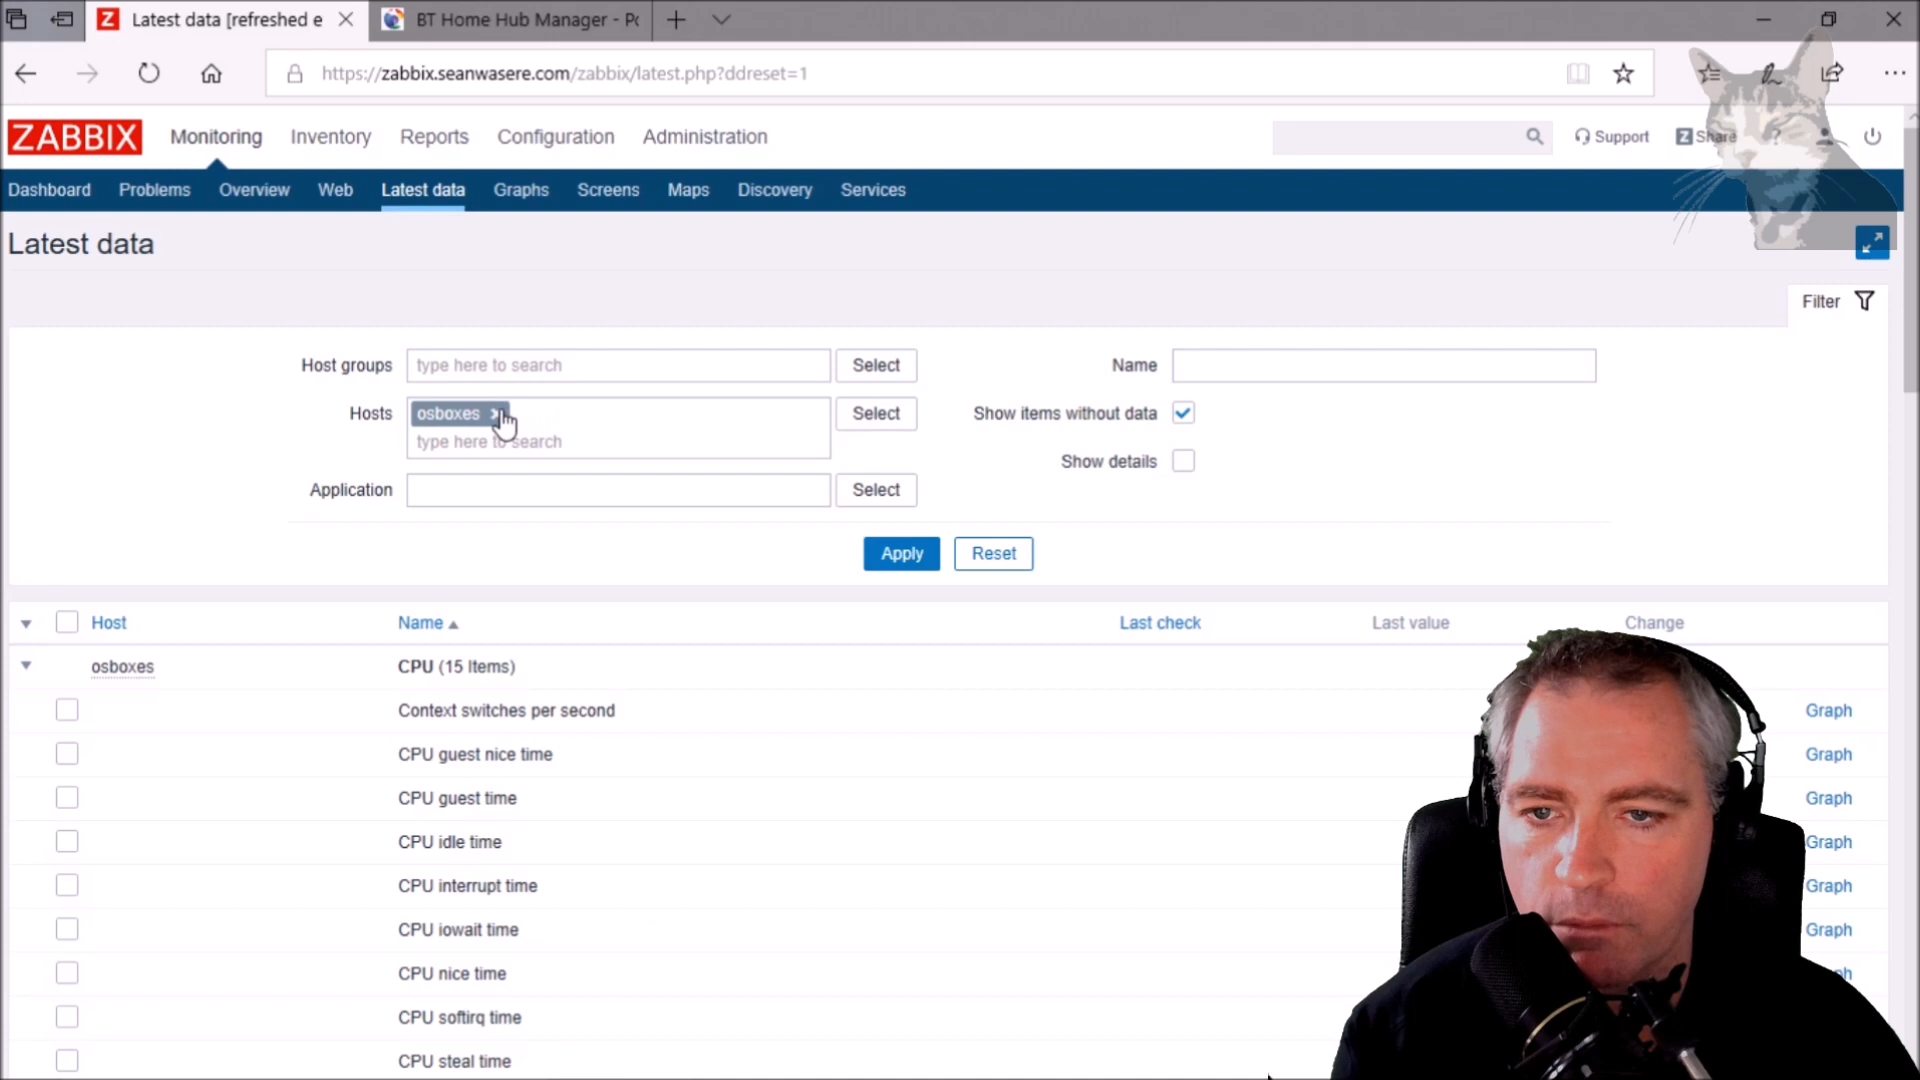 Latest data [refreshed e
BT Home Hub Manager - Po
https://zabbix.seanwasere.com/zabbix/latest.php?ddreset=1
ZABBIX Monitoring Inventory Reports Configuration Administration
Support
Z Share
?
Dashboard Problems Overview Web Latest data Graphs Screens Maps Discovery Services
Latest data
Filter
Host groups type here to search Select
Name
Hosts osboxes Select
type here to search
Show items without data
Show details
Application Select
Apply Reset
Host Name Last check Last value Change
osboxes CPU (15 Items)
Context switches per second Graph
CPU guest nice time Graph
CPU guest time Graph
CPU idle time Graph
CPU interrupt time Graph
CPU iowait time Graph
CPU nice time
CPU softirq time
CPU steal time